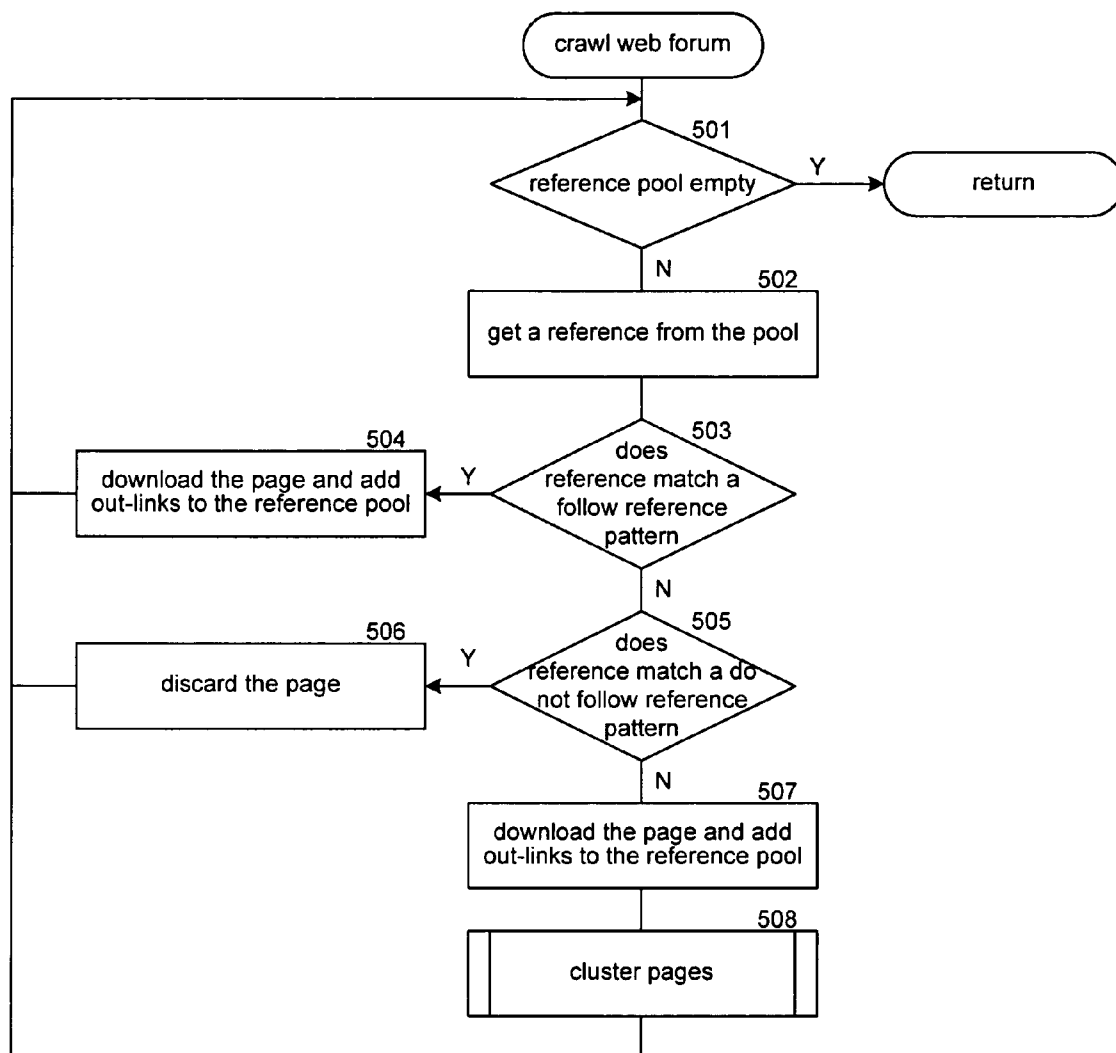 crawl web forum
501
reference pool empty
Y
return
N
502
get a reference from the pool
503
does
reference match a
follow reference
pattern
Y
504
download the page and add
out-links to the reference pool
N
505
does
reference match a do
not follow reference
pattern
Y
506
discard the page
N
507
download the page and add
out-links to the reference pool
508
cluster pages